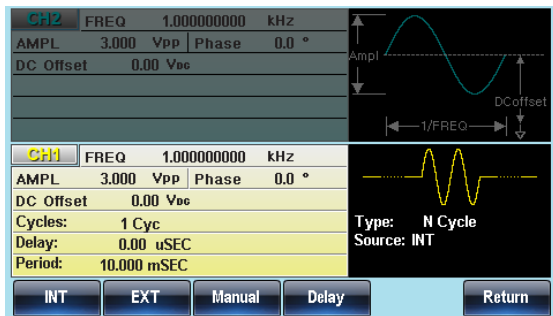 CH2 FREQ 1.000000000 kHz
AMPL 3.000 VPP Phase 0.0 °
DC Offset 0.00 VDC
Ampl
DCoffset
1/FREQ
CH1 FREQ 1.000000000 kHz
AMPL 3.000 VPP Phase 0.0 °
DC Offset 0.00 VDC
Cycles: 1 Cyc
Delay: 0.00 uSEC
Period: 10.000 mSEC
Type: N Cycle
Source: INT
INT EXT Manual Delay Return